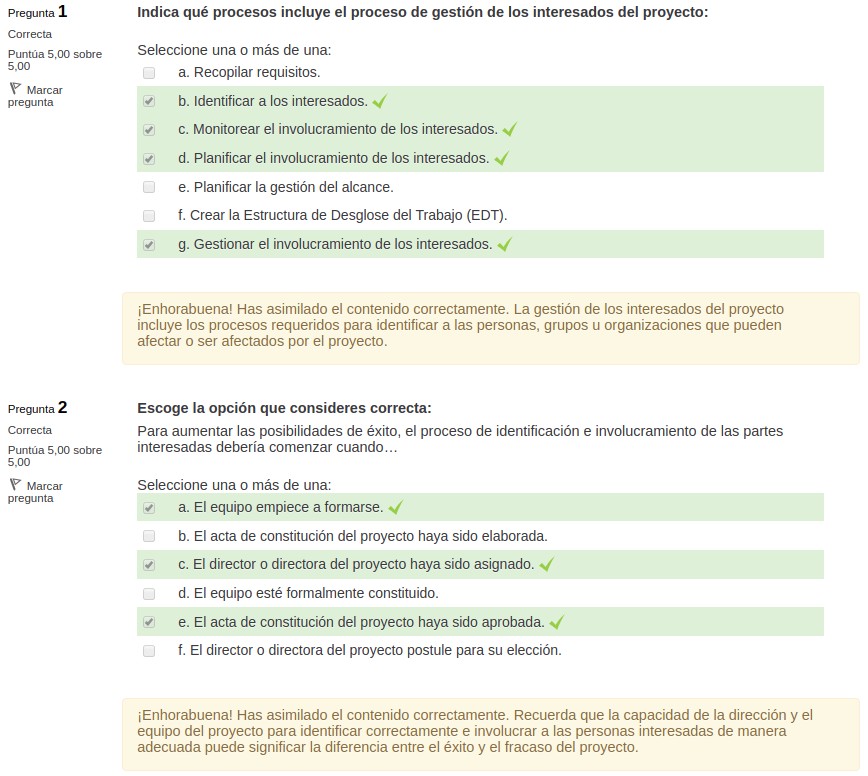 Pregunta 1
Correcta
Puntúa 5,00 sobre
5,00
Marcar
pregunta
Indica qué procesos incluye el proceso de gestión de los interesados del proyecto:
Seleccione una o más de una:
a. Recopilar requisitos.
b. Identificar a los interesados.
c. Monitorear el involucramiento de los interesados.
d. Planificar el involucramiento de los interesados.
e. Planificar la gestión del alcance.
f. Crear la Estructura de Desglose del Trabajo (EDT).
g. Gestionar el involucramiento de los interesados.
¡Enhorabuena! Has asimilado el contenido correctamente. La gestión de los interesados del proyecto
incluye los procesos requeridos para identificar a las personas, grupos u organizaciones que pueden
afectar o ser afectados por el proyecto.
Pregunta 2
Correcta
Puntúa 5,00 sobre
5,00
Marcar
pregunta
Escoge la opción que consideres correcta:
Para aumentar las posibilidades de éxito, el proceso de identificación e involucramiento de las partes
interesadas debería comenzar cuando…
Seleccione una o más de una:
a. El equipo empiece a formarse.
b. El acta de constitución del proyecto haya sido elaborada.
c. El director o directora del proyecto haya sido asignado.
d. El equipo esté formalmente constituido.
e. El acta de constitución del proyecto haya sido aprobada.
f. El director o directora del proyecto postule para su elección.
¡Enhorabuena! Has asimilado el contenido correctamente. Recuerda que la capacidad de la dirección y el
equipo del proyecto para identificar correctamente e involucrar a las personas interesadas de manera
adecuada puede significar la diferencia entre el éxito y el fracaso del proyecto.